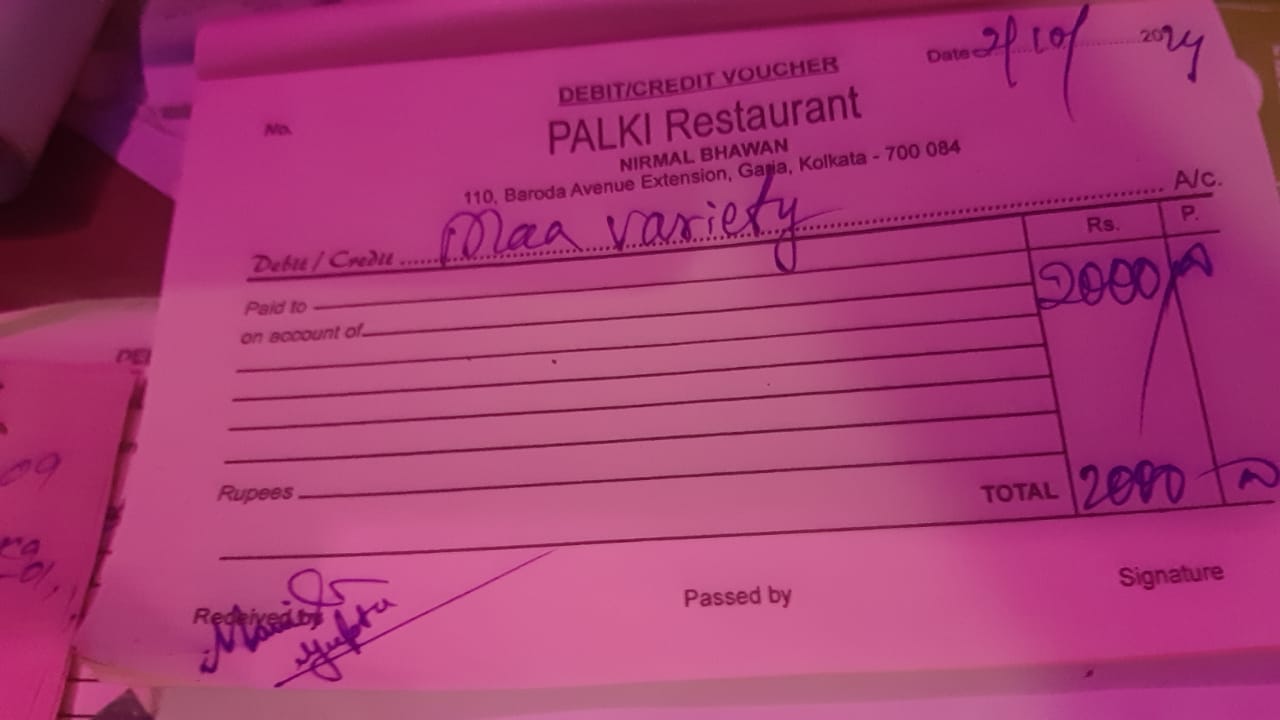 Date 2/10/ 2024
DEBIT/CREDIT VOUCHER
No.
PALKI Restaurant
NIRMAL BHAWAN
110, Baroda Avenue Extension, Garia, Kolkata - 700 084
Debit / Credit Maa variety A/c.
Rs. P.
Paid to 2000/
on account of
Rupees TOTAL 2000
Received by Passed by Signature
Gupta